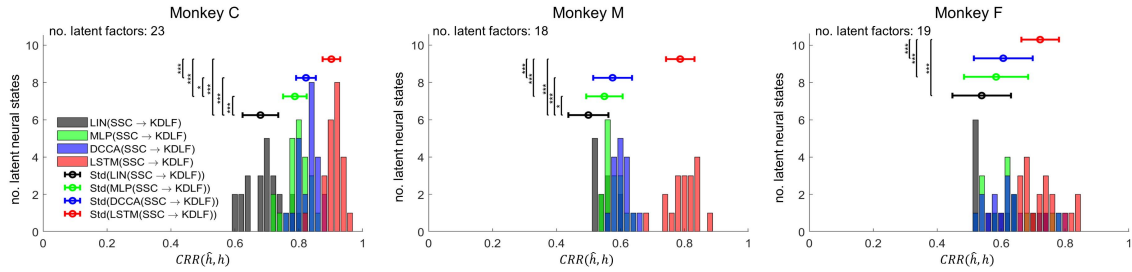 Monkey C
no. latent factors: 23
no. latent neural states
10
8
6
4
2
0
***
***
*
***
***
***
LIN(SSC → KDLF)
MLP(SSC → KDLF)
DCCA(SSC → KDLF)
LSTM(SSC → KDLF)
Std(LIN(SSC → KDLF))
Std(MLP(SSC → KDLF))
Std(DCCA(SSC → KDLF))
Std(LSTM(SSC → KDLF))
0 0.2 0.4 0.6 0.8 1
CRR(ĥ, h)
Monkey M
no. latent factors: 18
no. latent neural states
10
8
6
4
2
0
***
***
***
***
*
0 0.2 0.4 0.6 0.8 1
CRR(ĥ, h)
Monkey F
no. latent factors: 19
no. latent neural states
10
8
6
4
2
0
***
***
***
0 0.2 0.4 0.6 0.8 1
CRR(ĥ, h)